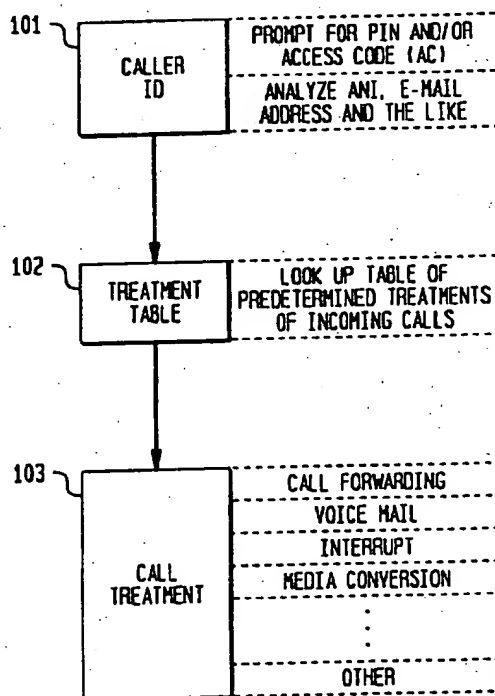 101
CALLER
ID
PROMPT FOR PIN AND/OR
ACCESS CODE (AC)
ANALYZE ANI, E-MAIL
ADDRESS AND THE LIKE
102
TREATMENT
TABLE
LOOK UP TABLE OF
PREDETERMINED TREATMENTS
OF INCOMING CALLS
103
CALL
TREATMENT
CALL FORWARDING
VOICE MAIL
INTERRUPT
MEDIA CONVERSION
OTHER